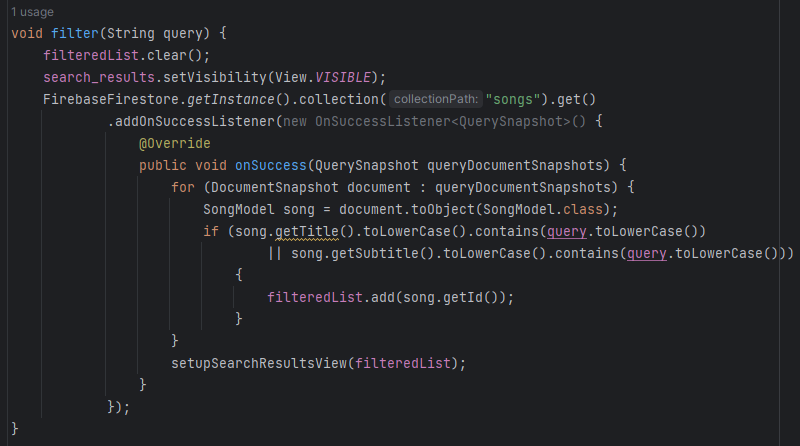 1 usage
void filter(String query) {
filteredList.clear();
search_results.setVisibility(View.VISIBLE);
FirebaseFirestore.getInstance().collection( collectionPath: "songs").get()
.addOnSuccessListener(new OnSuccessListener<QuerySnapshot>() {
@Override
public void onSuccess(QuerySnapshot queryDocumentSnapshots) {
for (DocumentSnapshot document : queryDocumentSnapshots) {
SongModel song = document.toObject(SongModel.class);
if (song.getTitle().toLowerCase().contains(query.toLowerCase())
|| song.getSubtitle().toLowerCase().contains(query.toLowerCase()))
{
filteredList.add(song.getId());
}
}
setupSearchResultsView(filteredList);
}
});
}